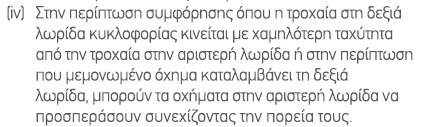 (iv) Στην περίπτωση συμφόρησης όπου η τροχαία στη δεξιά
λωρίδα κυκλοφορίας κινείται με χαμηλότερη ταχύτητα
από την τροχαία στην αριστερή λωρίδα ή στην περίπτωση
που μεμονωμένο όχημα καταλαμβάνει τη δεξιά
λωρίδα, μπορούν τα οχήματα στην αριστερή λωρίδα να
προσπεράσουν συνεχίζοντας την πορεία τους.